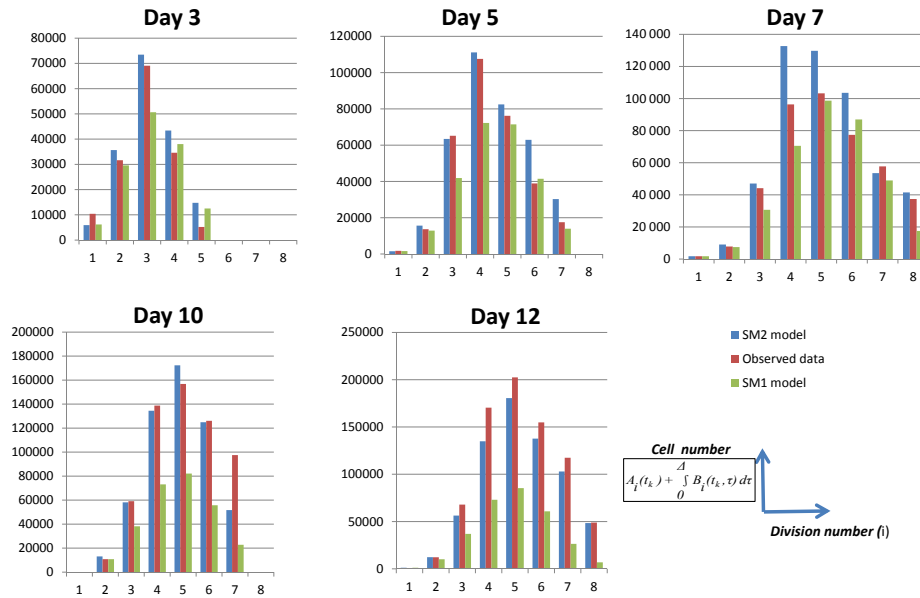 Day 3
80000
70000
60000
50000
40000
30000
20000
10000
0
1 2 3 4 5 6 7 8
Day 5
120000
100000
80000
60000
40000
20000
0
1 2 3 4 5 6 7 8
Day 7
140 000
120 000
100 000
80 000
60 000
40 000
20 000
0
1 2 3 4 5 6 7 8
Day 10
200000
180000
160000
140000
120000
100000
80000
60000
40000
20000
0
1 2 3 4 5 6 7 8
Day 12
250000
200000
150000
100000
50000
0
1 2 3 4 5 6 7 8
SM2 model
Observed data
SM1 model
Cell number
Δ
A_i(t_k) + ∫ B_i(t_k,τ) dτ
0
Division number (i)